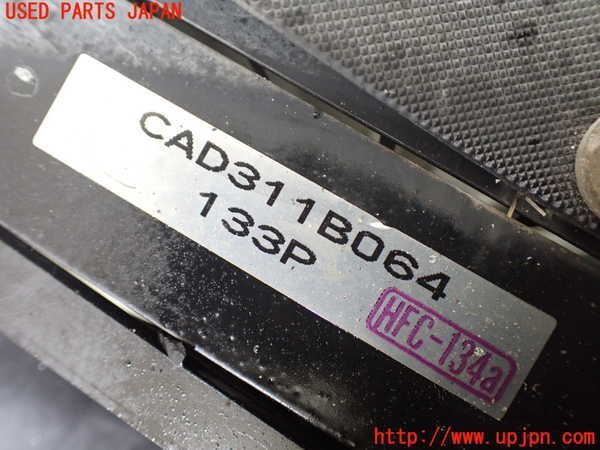 USED PARTS JAPAN
CAD311B064
133P
HFC-134a
http://www.upjpn.com/